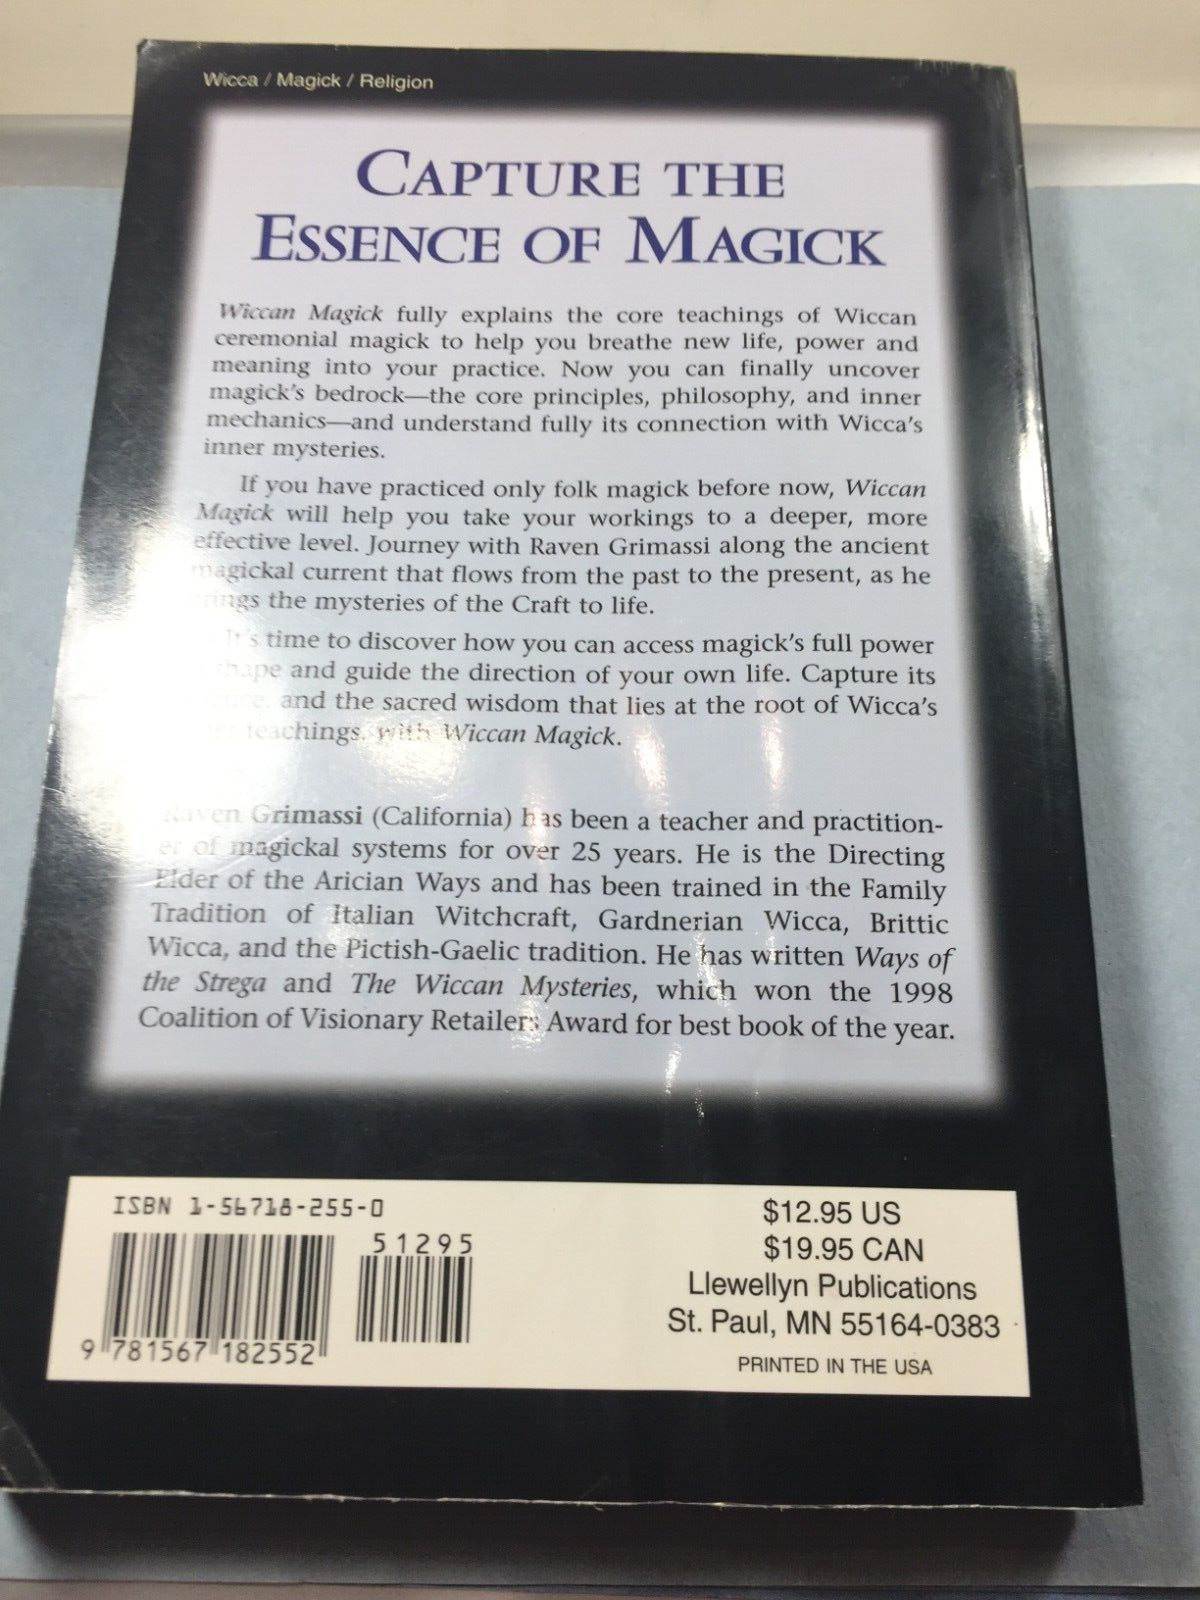 Wicca / Magick / Religion
CAPTURE THE
ESSENCE OF MAGICK
Wiccan Magick fully explains the core teachings of Wiccan
ceremonial magick to help you breathe new life, power and
meaning into your practice. Now you can finally uncover
magick's bedrock—the core principles, philosophy, and inner
mechanics—and understand fully its connection with Wicca's
inner mysteries.
If you have practiced only folk magick before now, Wiccan
Magick will help you take your workings to a deeper, more
effective level. Journey with Raven Grimassi along the ancient
magickal current that flows from the past to the present, as he
the mysteries of the Craft to life.
It's time to discover how you can access magick's full power
and guide the direction of your own life. Capture its
and the sacred wisdom that lies at the root of Wicca's
teachings, with Wiccan Magick.
Raven Grimassi (California) has been a teacher and practition-
er of magickal systems for over 25 years. He is the Directing
Elder of the Arician Ways and has been trained in the Family
Tradition of Italian Witchcraft, Gardnerian Wicca, Brittic
Wicca, and the Pictish-Gaelic tradition. He has written Ways of
the Strega and The Wiccan Mysteries, which won the 1998
Coalition of Visionary Retailers Award for best book of the year.
ISBN 1-56718-255-0
51295
9 781567 182552
$12.95 US
$19.95 CAN
Llewellyn Publications
St. Paul, MN 55164-0383
PRINTED IN THE USA